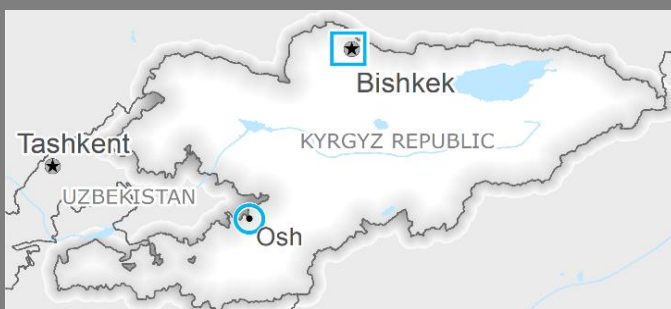 Bishkek
KYRGYZ REPUBLIC
Tashkent
UZBEKISTAN
Osh